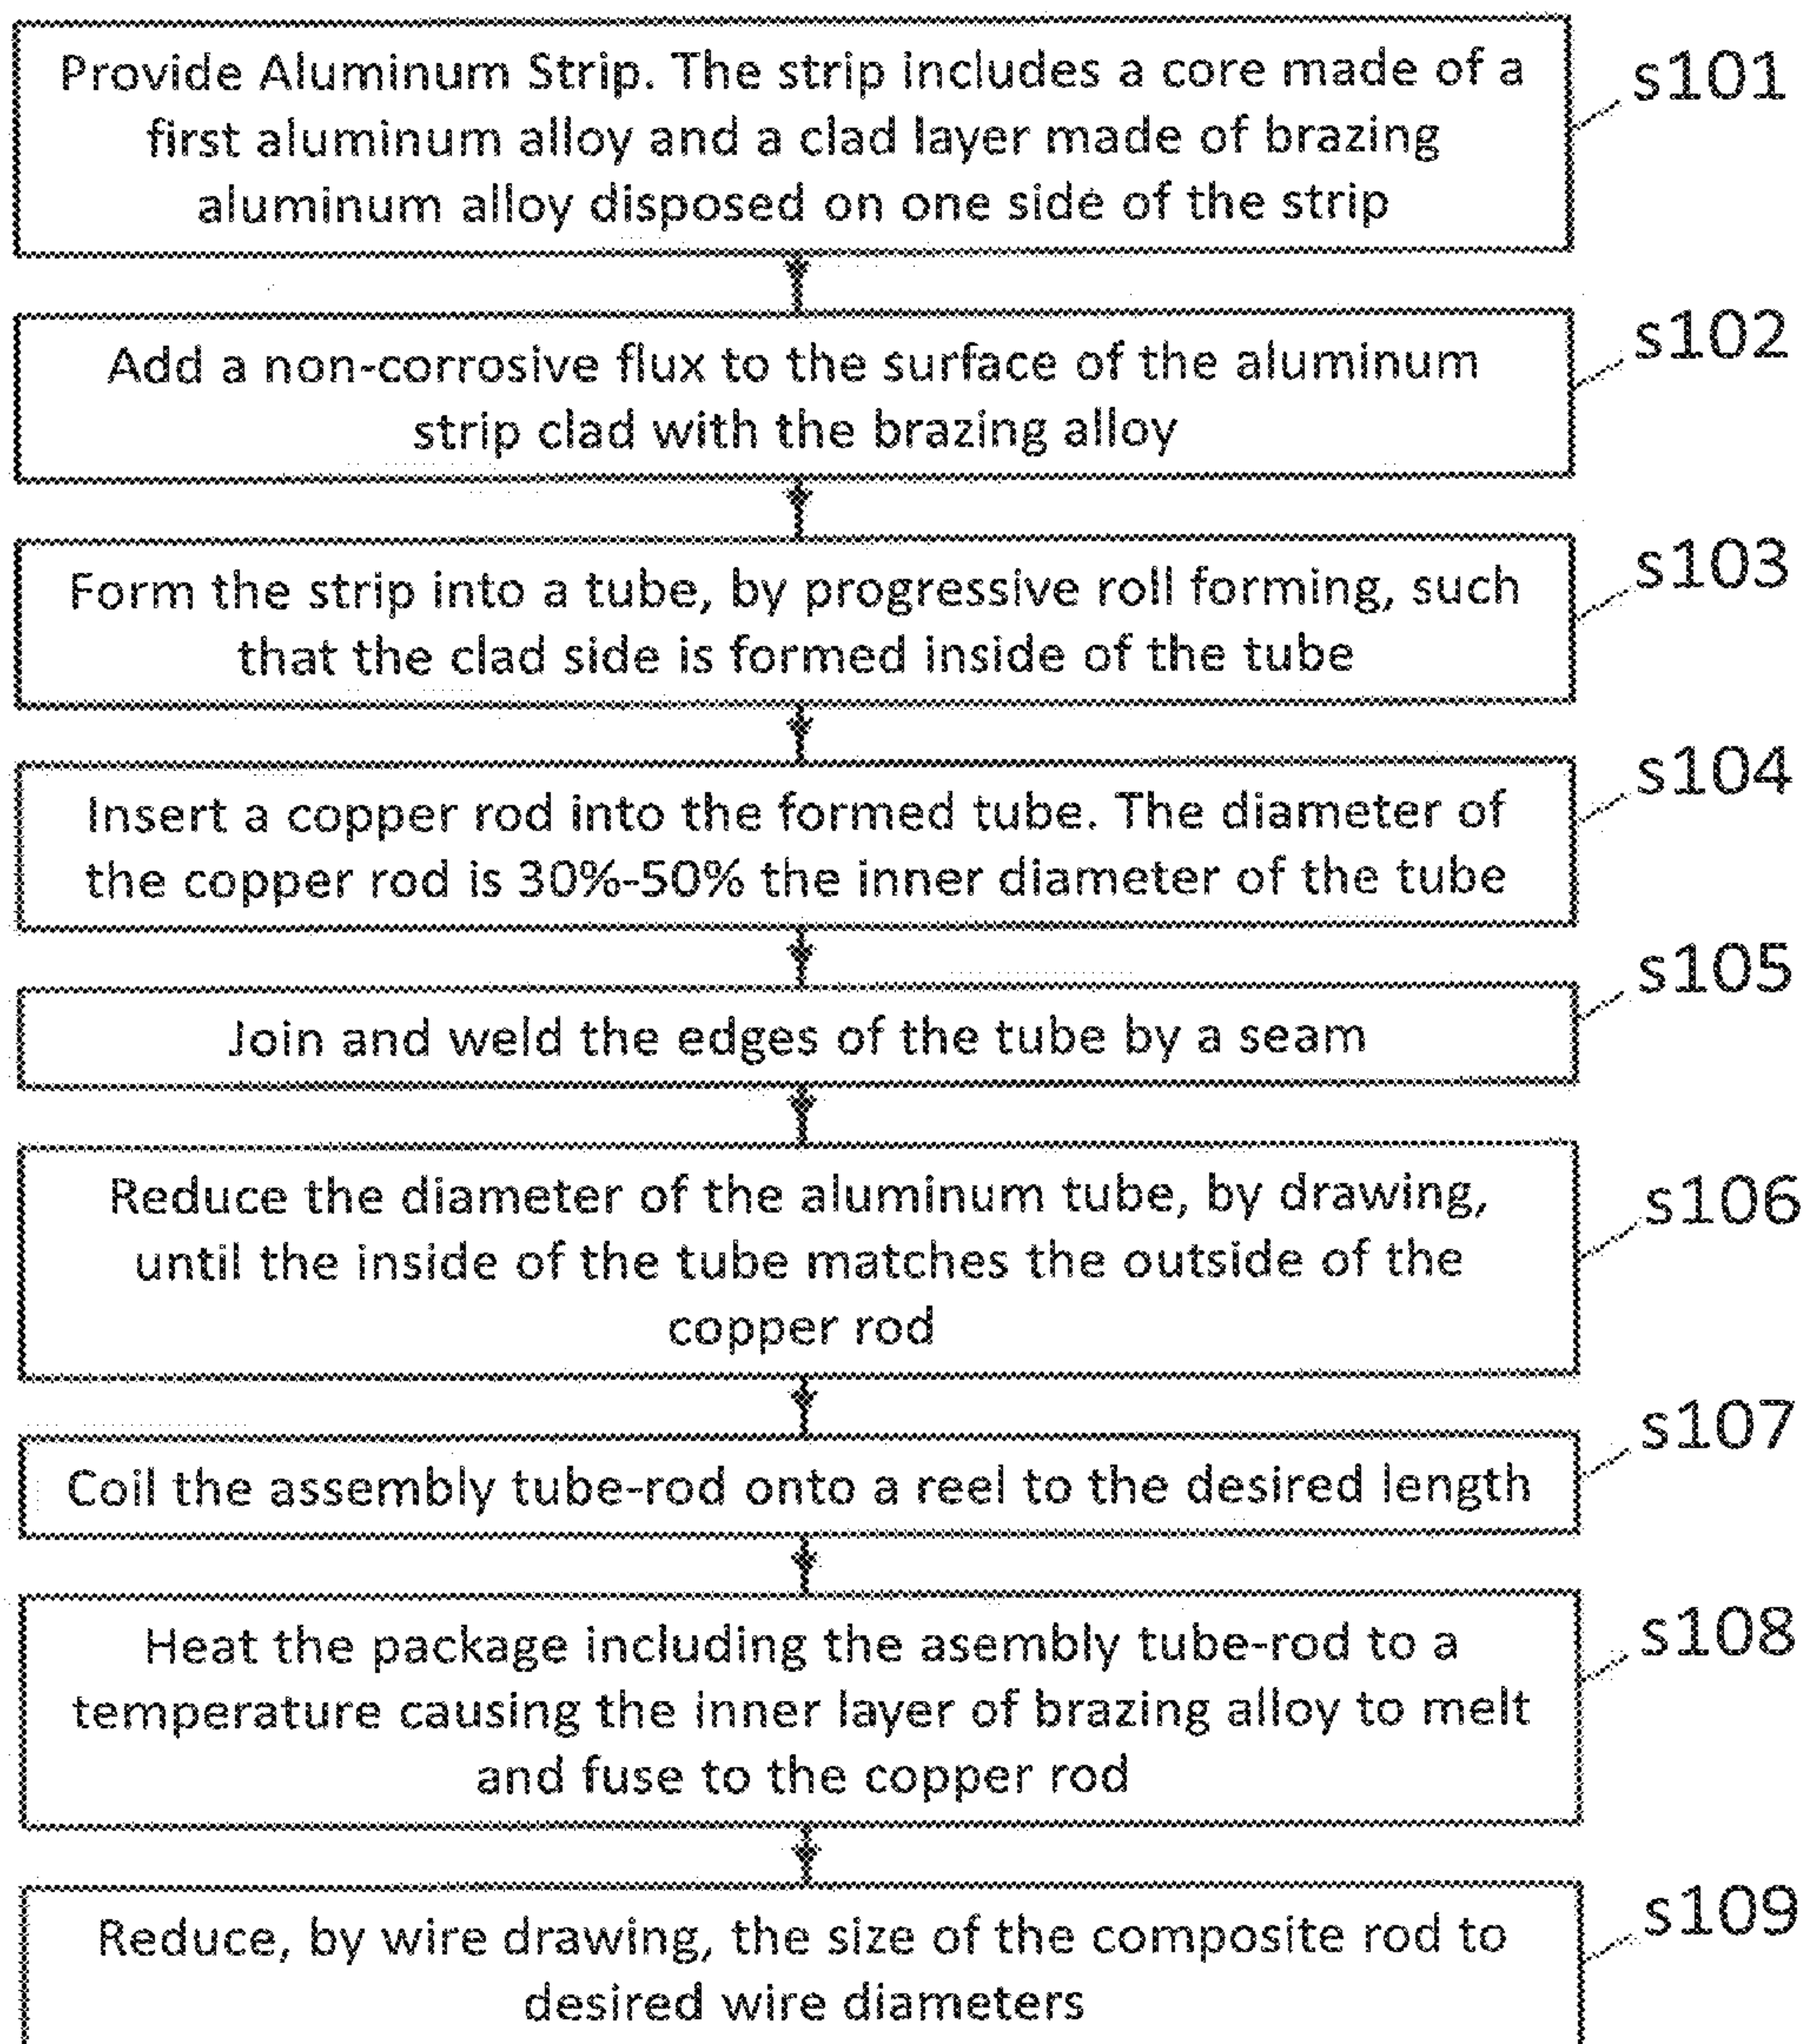 Provide Aluminum Strip. The strip includes a core made of a
first aluminum alloy and a clad layer made of brazing
aluminum alloy disposed on one side of the strip
s101
Add a non-corrosive flux to the surface of the aluminum
strip clad with the brazing alloy
s102
Form the strip into a tube, by progressive roll forming, such
that the clad side is formed inside of the tube
s103
Insert a copper rod into the formed tube. The diameter of
the copper rod is 30%-50% the inner diameter of the tube
s104
Join and weld the edges of the tube by a seam
s105
Reduce the diameter of the aluminum tube, by drawing,
until the inside of the tube matches the outside of the
copper rod
s106
Coil the assembly tube-rod onto a reel to the desired length
s107
Heat the package including the asembly tube-rod to a
temperature causing the inner layer of brazing alloy to melt
and fuse to the copper rod
s108
Reduce, by wire drawing, the size of the composite rod to
desired wire diameters
s109